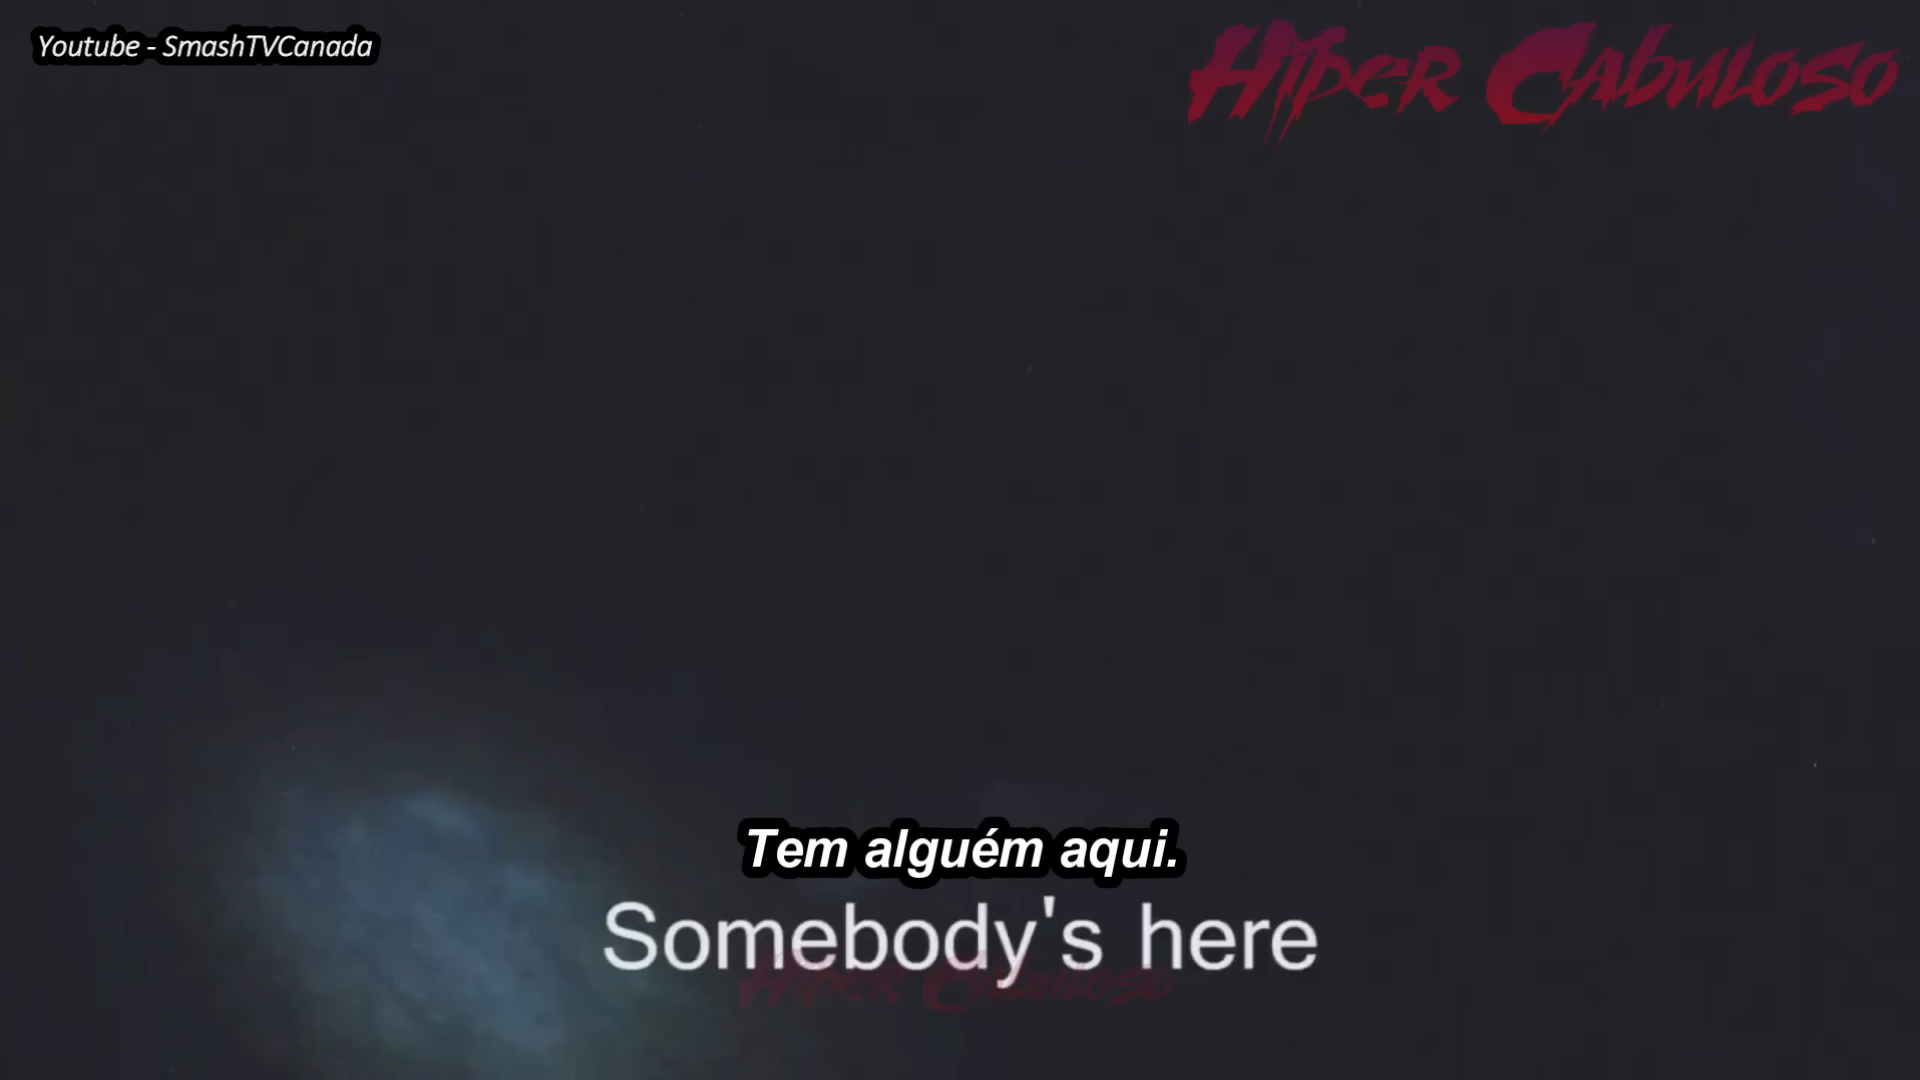 Youtube - SmashTVCanada
Hiper Cabuloso
Tem alguém aqui.
Somebody's here
Hiper Cabuloso